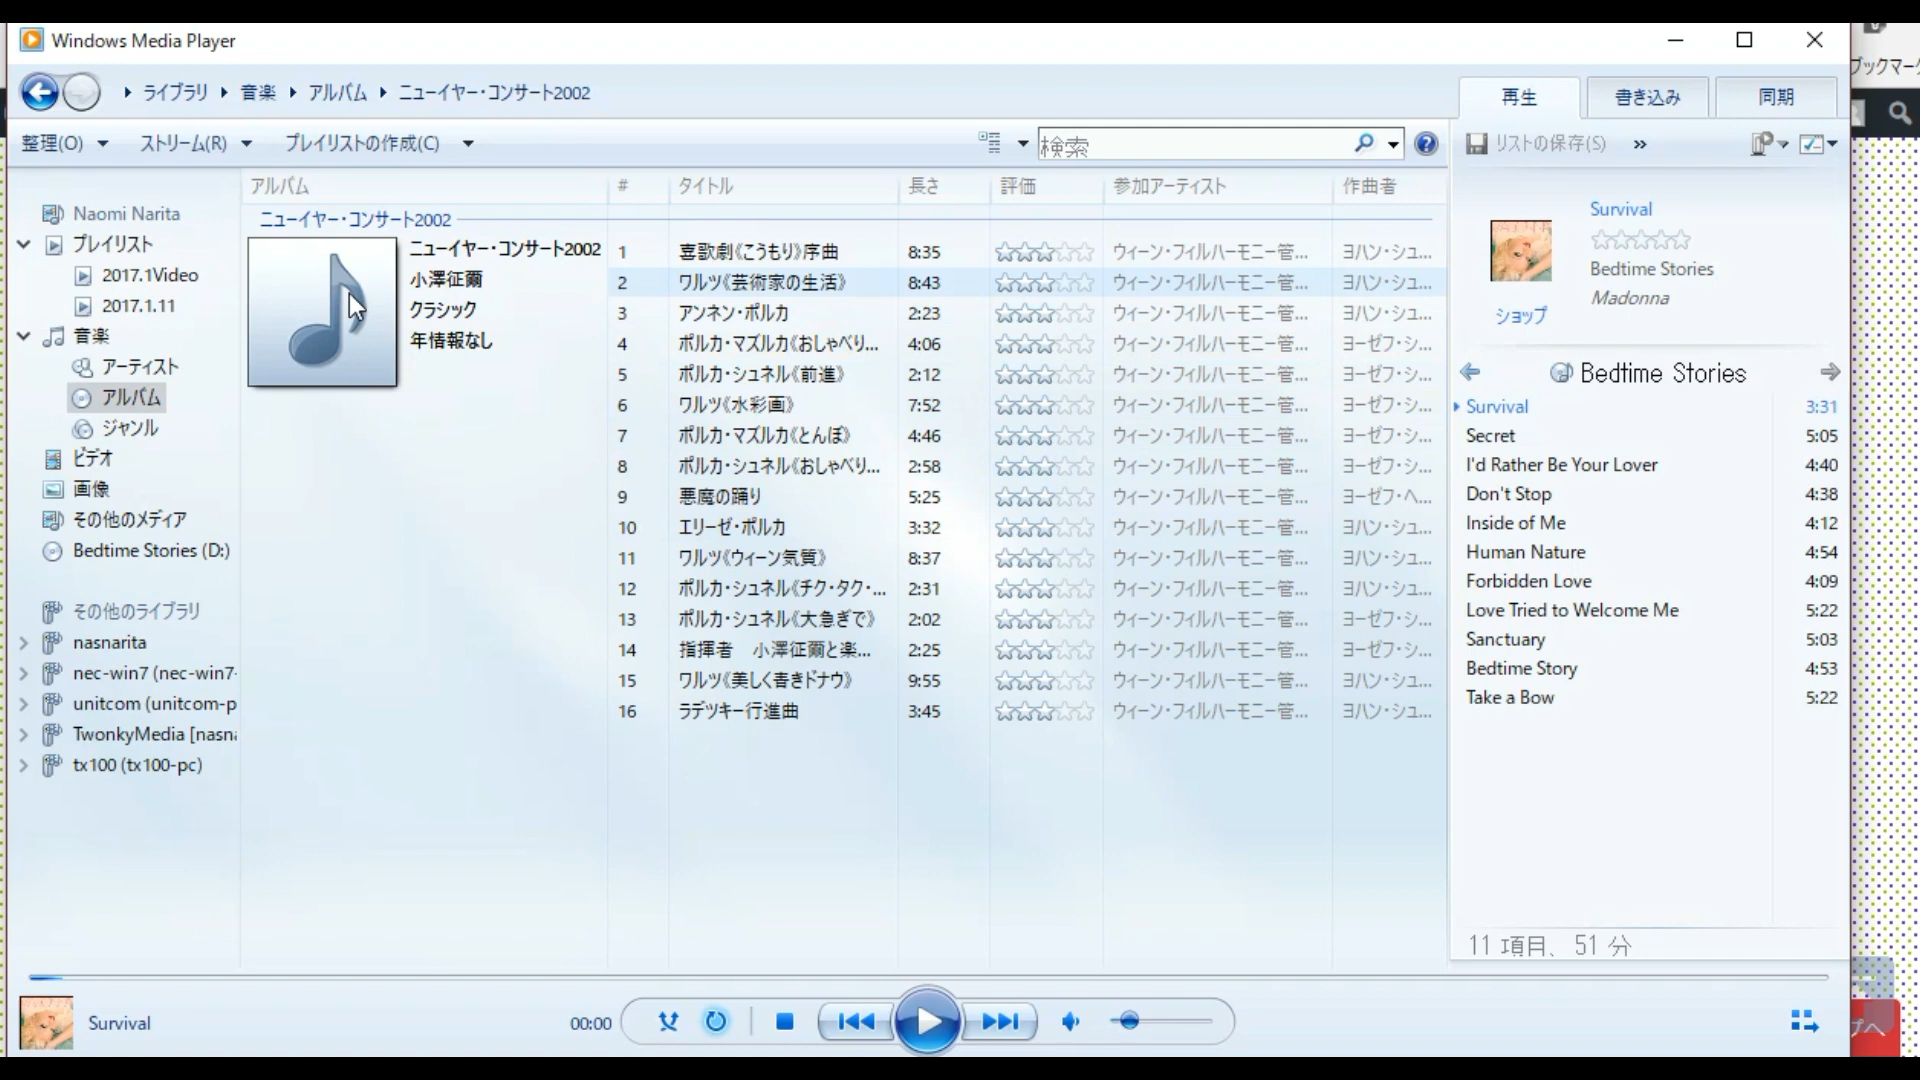 Windows Media Player
ライブラリ 音楽 アルバム ニューイヤー・コンサート2002
再生 書き込み 同期
ブックマーク
整理(O) ストリーム(R) プレイリストの作成(C) 検索 リストの保存(S) »
アルバム # タイトル 長さ 評価 参加アーティスト 作曲者
ニューイヤー・コンサート2002
ニューイヤー・コンサート2002
小澤征爾
クラシック
年情報なし
1 喜歌劇《こうもり》序曲 8:35 ウィーン・フィルハーモニー管... ヨハン・シュ...
2 ワルツ《芸術家の生活》 8:43 ウィーン・フィルハーモニー管... ヨハン・シュ...
3 アンネン・ポルカ 2:23 ウィーン・フィルハーモニー管... ヨハン・シュ...
4 ポルカ・マズルカ《おしゃべり... 4:06 ウィーン・フィルハーモニー管... ヨーゼフ・シ...
5 ポルカ・シュネル《前進》 2:12 ウィーン・フィルハーモニー管... ヨーゼフ・シ...
6 ワルツ《水彩画》 7:52 ウィーン・フィルハーモニー管... ヨーゼフ・シ...
7 ポルカ・マズルカ《とんぼ》 4:46 ウィーン・フィルハーモニー管... ヨーゼフ・シ...
8 ポルカ・シュネル《おしゃべり... 2:58 ウィーン・フィルハーモニー管... ヨーゼフ・シ...
9 悪魔の踊り 5:25 ウィーン・フィルハーモニー管... ヨーゼフ・ヘ...
10 エリーゼ・ポルカ 3:32 ウィーン・フィルハーモニー管... ヨハン・シュ...
11 ワルツ《ウィーン気質》 8:37 ウィーン・フィルハーモニー管... ヨハン・シュ...
12 ポルカ・シュネル《チク・タク・... 2:31 ウィーン・フィルハーモニー管... ヨハン・シュ...
13 ポルカ・シュネル《大急ぎで》 2:02 ウィーン・フィルハーモニー管... ヨーゼフ・シ...
14 指揮者 小澤征爾と楽... 2:25 ウィーン・フィルハーモニー管... ヨーゼフ・シ...
15 ワルツ《美しく書きドナウ》 9:55 ウィーン・フィルハーモニー管... ヨハン・シュ...
16 ラデツキー行進曲 3:45 ウィーン・フィルハーモニー管... ヨハン・シュ...
Naomi Narita
プレイリスト
2017.1Video
2017.1.11
音楽
アーティスト
アルバム
ジャンル
ビデオ
画像
その他のメディア
Bedtime Stories (D:)
その他のライブラリ
nasnarita
nec-win7 (nec-win7-
unitcom (unitcom-p
TwonkyMedia [nasna
tx100 (tx100-pc)
Survival
Bedtime Stories
Madonna
ショップ
Bedtime Stories
Survival 3:31
Secret 5:05
I'd Rather Be Your Lover 4:40
Don't Stop 4:38
Inside of Me 4:12
Human Nature 4:54
Forbidden Love 4:09
Love Tried to Welcome Me 5:22
Sanctuary 5:03
Bedtime Story 4:53
Take a Bow 5:22
11 項目、51 分
Survival 00:00
プへ